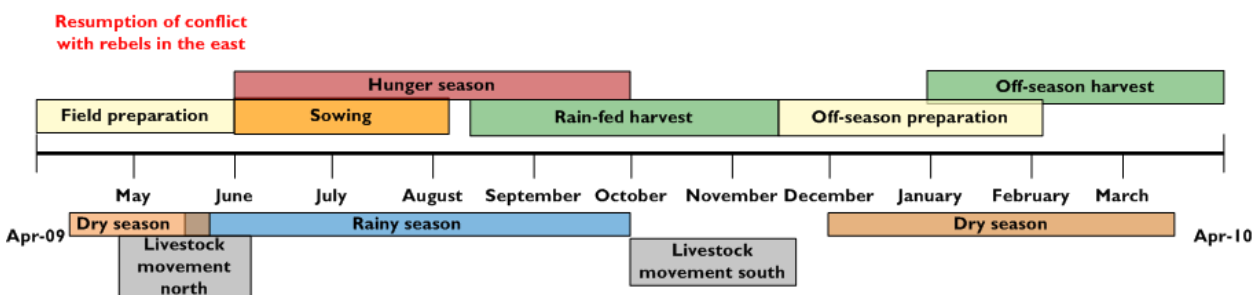 Resumption of conflict
with rebels in the east
Hunger season
Off-season harvest
Field preparation
Sowing
Rain-fed harvest
Off-season preparation
May
June
July
August
September
October
November
December
January
February
March
Dry season
Rainy season
Dry season
Apr-09
Apr-10
Livestock
movement
north
Livestock
movement south